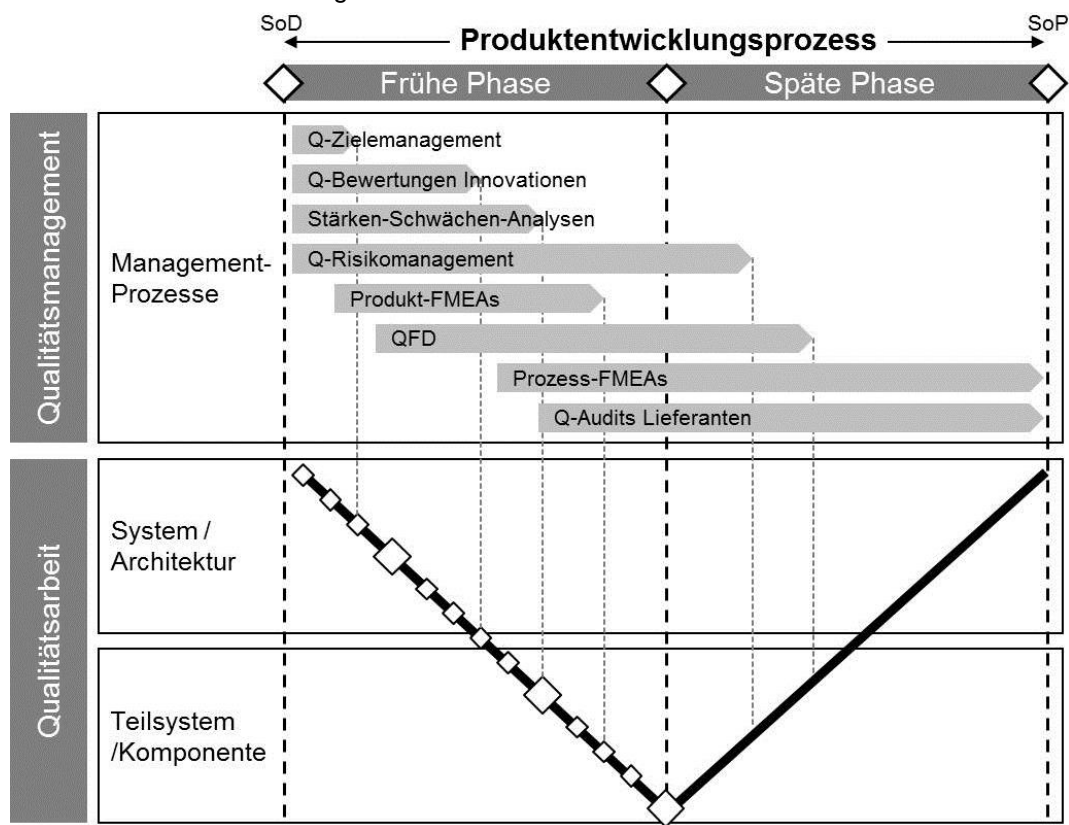 SoD
SoP
Produktentwicklungsprozess
Frühe Phase
Späte Phase
Qualitätsmanagement
Management-
Prozesse
Q-Zielemanagement
Q-Bewertungen Innovationen
Stärken-Schwächen-Analysen
Q-Risikomanagement
Produkt-FMEAs
QFD
Prozess-FMEAs
Q-Audits Lieferanten
Qualitätsarbeit
System /
Architektur
Teilsystem
/Komponente